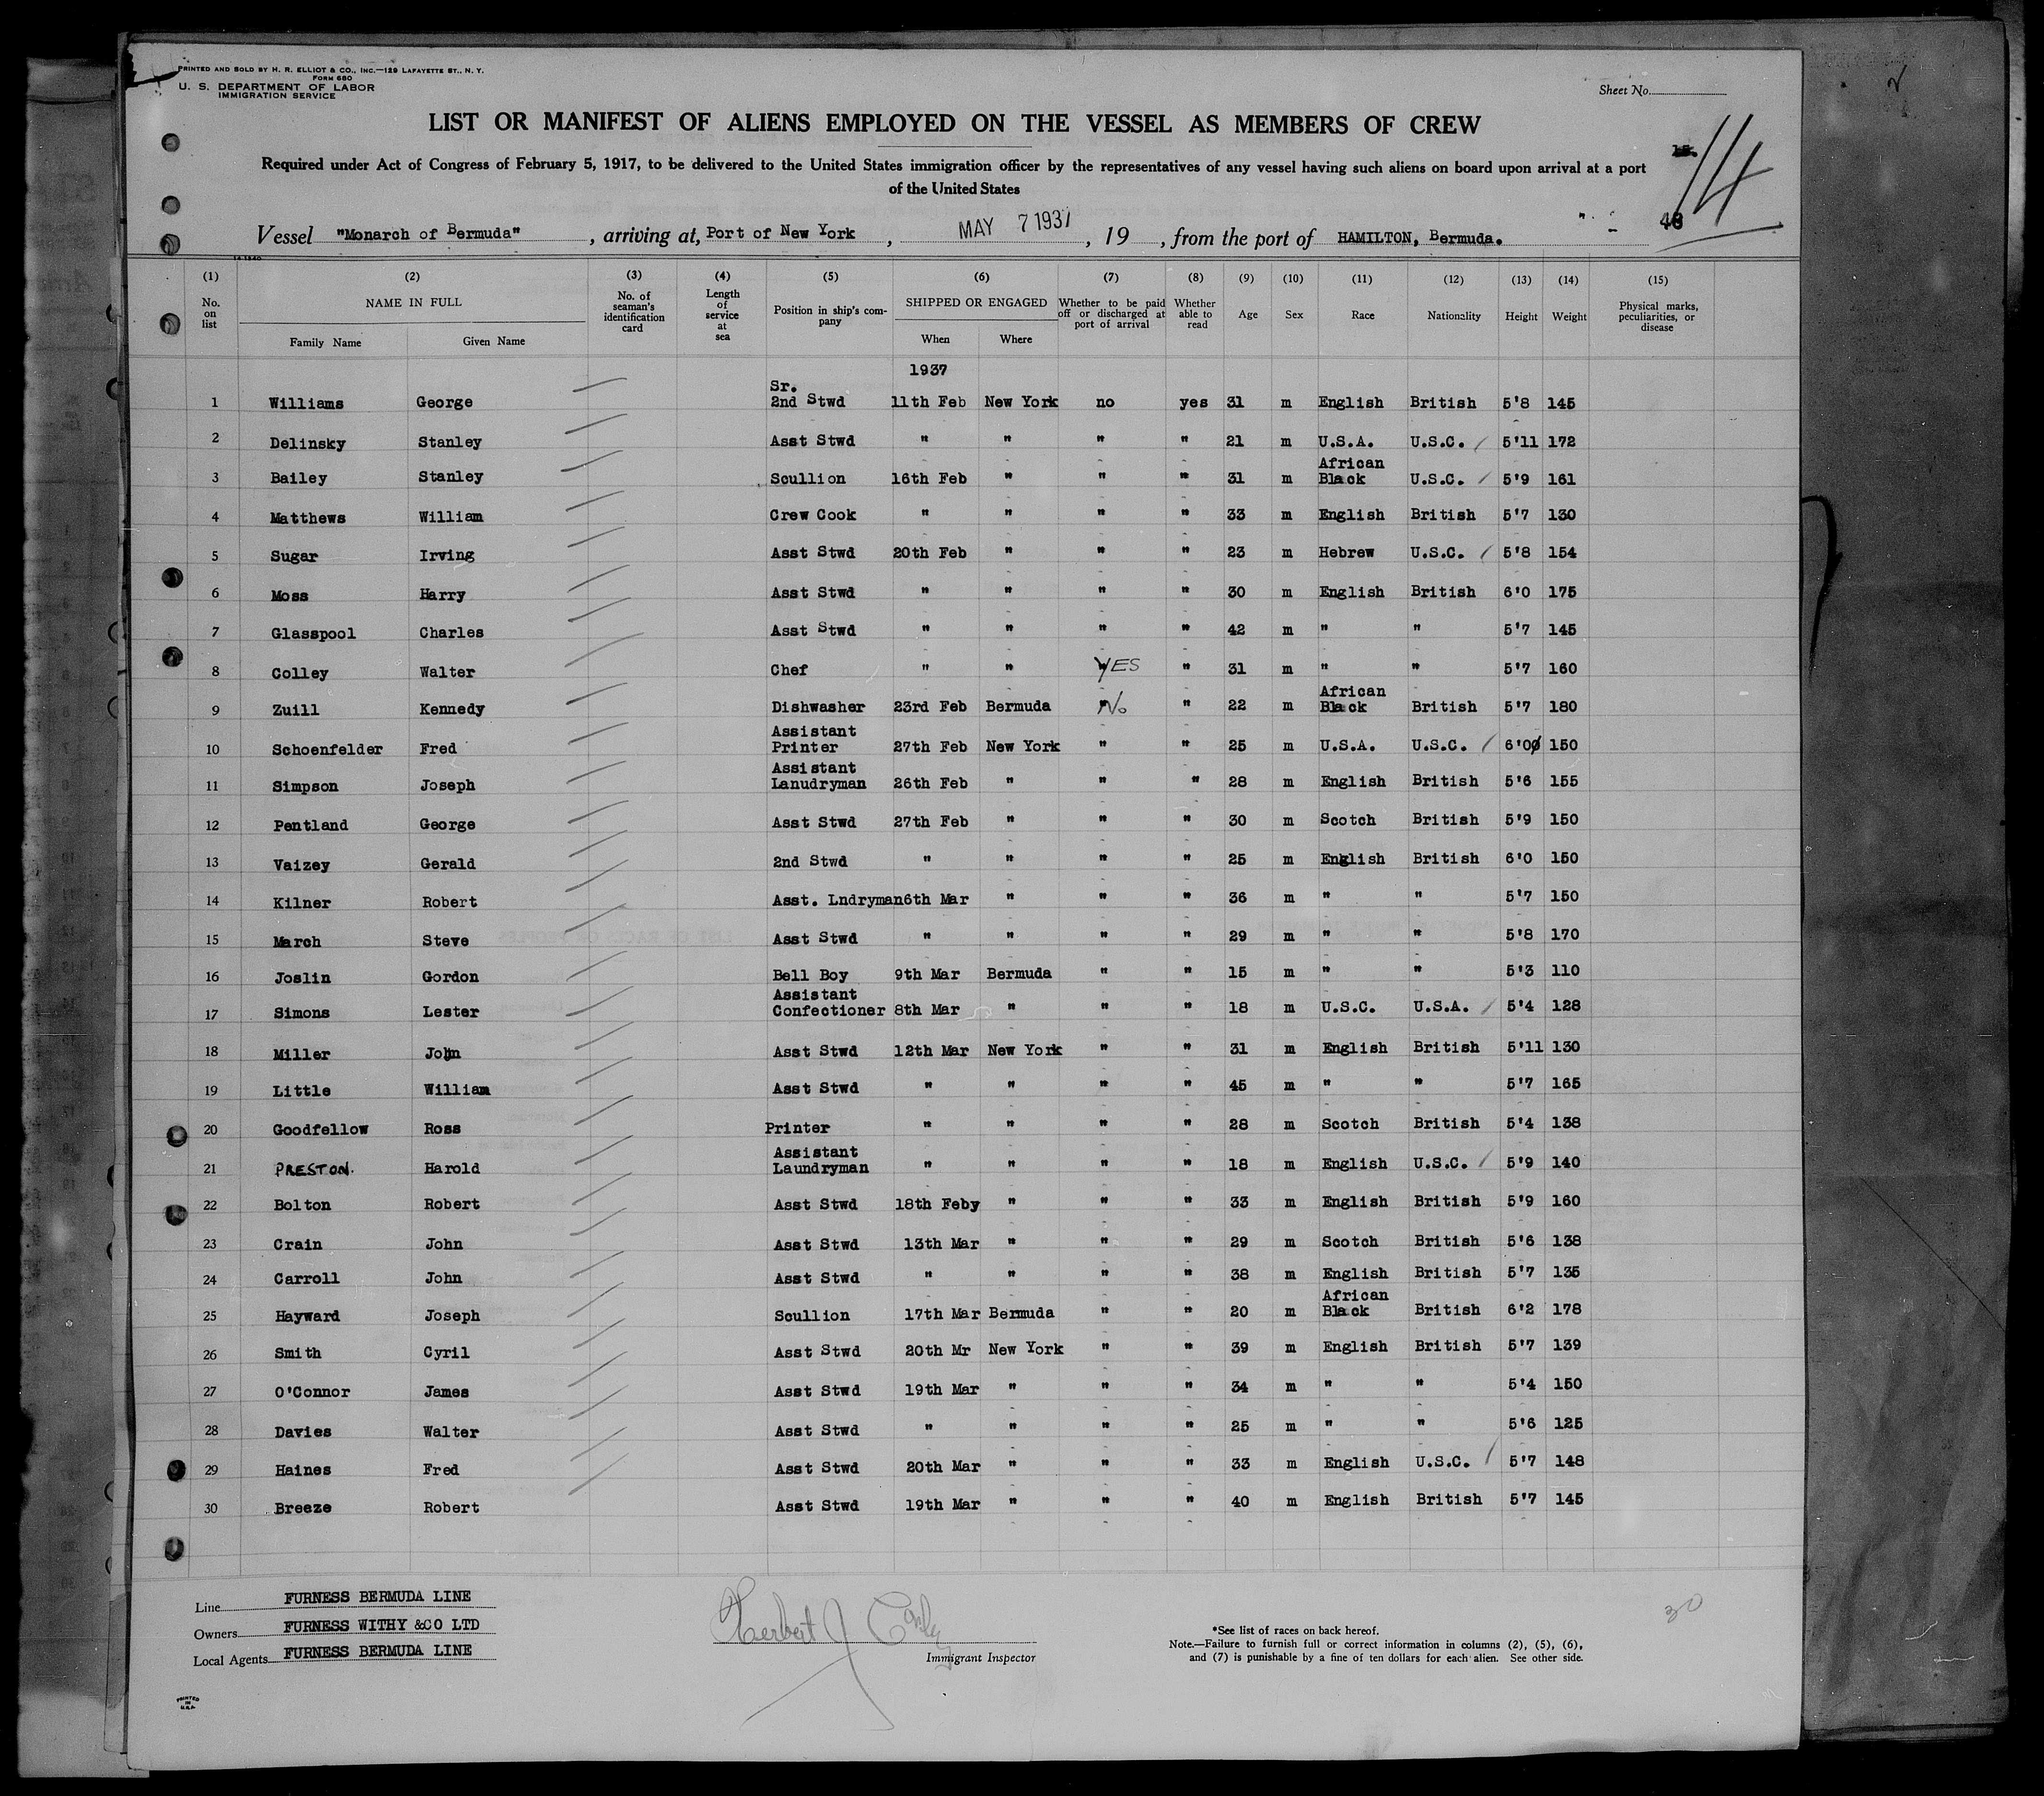 PRINTED AND SOLD BY H. R. ELLIOT & CO., INC.—129 LAFAYETTE ST., N. Y.
FORM 680
U. S. DEPARTMENT OF LABOR
IMMIGRATION SERVICE
Sheet No.
LIST OR MANIFEST OF ALIENS EMPLOYED ON THE VESSEL AS MEMBERS OF CREW
Required under Act of Congress of February 5, 1917, to be delivered to the United States immigration officer by the representatives of any vessel having such aliens on board upon arrival at a port
of the United States
14
48
Vessel "Monarch of Bermuda" , arriving at, Port of New York , MAY 7 1937 , 19 , from the port of HAMILTON, Bermuda.
(1) (2) (3) (4) (5) (6) (7) (8) (9) (10) (11) (12) (13) (14) (15)
No. on list NAME IN FULL Family Name Given Name No. of seaman's identification card Length of service at sea Position in ship's company SHIPPED OR ENGAGED When Where Whether to be paid off or discharged at port of arrival Whether able to read Age Sex Race Nationality Height Weight Physical marks, peculiarities, or disease
1937
1 Williams George Sr. 2nd Stwd 11th Feb New York no yes 31 m English British 5'8 145
2 Delinsky Stanley Asst Stwd " " " " 21 m U.S.A. U.S.C. 5'11 172
3 Bailey Stanley Scullion 16th Feb " " " 31 m African Black U.S.C. 5'9 161
4 Matthews William Crew Cook " " " " 33 m English British 5'7 130
5 Sugar Irving Asst Stwd 20th Feb " " " 23 m Hebrew U.S.C. 5'8 154
6 Moss Harry Asst Stwd " " " " 30 m English British 6'0 175
7 Glasspool Charles Asst Stwd " " " " 42 m " " 5'7 145
8 Colley Walter Chef " " YES " 31 m " " 5'7 160
9 Zuill Kennedy Dishwasher 23rd Feb Bermuda No " 22 m African Black British 5'7 180
10 Schoenfelder Fred Assistant Printer 27th Feb New York " " 25 m U.S.A. U.S.C. 6'00 150
11 Simpson Joseph Assistant Lanudryman 26th Feb " " " 28 m English British 5'6 155
12 Pentland George Asst Stwd 27th Feb " " " 30 m Scotch British 5'9 150
13 Vaizey Gerald 2nd Stwd " " " " 25 m English British 6'0 150
14 Kilner Robert Asst. Lndryman 6th Mar " " " 36 m " " 5'7 150
15 March Steve Asst Stwd " " " " 29 m " " 5'8 170
16 Joslin Gordon Bell Boy 9th Mar Bermuda " " 15 m " " 5'3 110
17 Simons Lester Assistant Confectioner 8th Mar " " " 18 m U.S.C. U.S.A. 5'4 128
18 Miller John Asst Stwd 12th Mar New York " " 31 m English British 5'11 130
19 Little William Asst Stwd " " " " 45 m " " 5'7 165
20 Goodfellow Ross Printer " " " " 28 m Scotch British 5'4 138
21 PRESTON. Harold Assistant Laundryman " " " " 18 m English U.S.C. 5'9 140
22 Bolton Robert Asst Stwd 18th Feby " " " 33 m English British 5'9 160
23 Crain John Asst Stwd 13th Mar " " " 29 m Scotch British 5'6 138
24 Carroll John Asst Stwd " " " " 38 m English British 5'7 135
25 Hayward Joseph Scullion 17th Mar Bermuda " " 20 m African Black British 6'2 178
26 Smith Cyril Asst Stwd 20th Mr New York " " 39 m English British 5'7 139
27 O'Connor James Asst Stwd 19th Mar " " " 34 m " " 5'4 150
28 Davies Walter Asst Stwd " " " " 25 m " " 5'6 125
29 Haines Fred Asst Stwd 20th Mar " " " 33 m English U.S.C. 5'7 148
30 Breeze Robert Asst Stwd 19th Mar " " " 40 m English British 5'7 145
Line FURNESS BERMUDA LINE
Owners FURNESS WITHY &CO LTD
Local Agents FURNESS BERMUDA LINE
Herbert J
Immigrant Inspector
30
*See list of races on back hereof.
Note.—Failure to furnish full or correct information in columns (2), (5), (6),
and (7) is punishable by a fine of ten dollars for each alien. See other side.
PRINTED
IN
U.S.A.